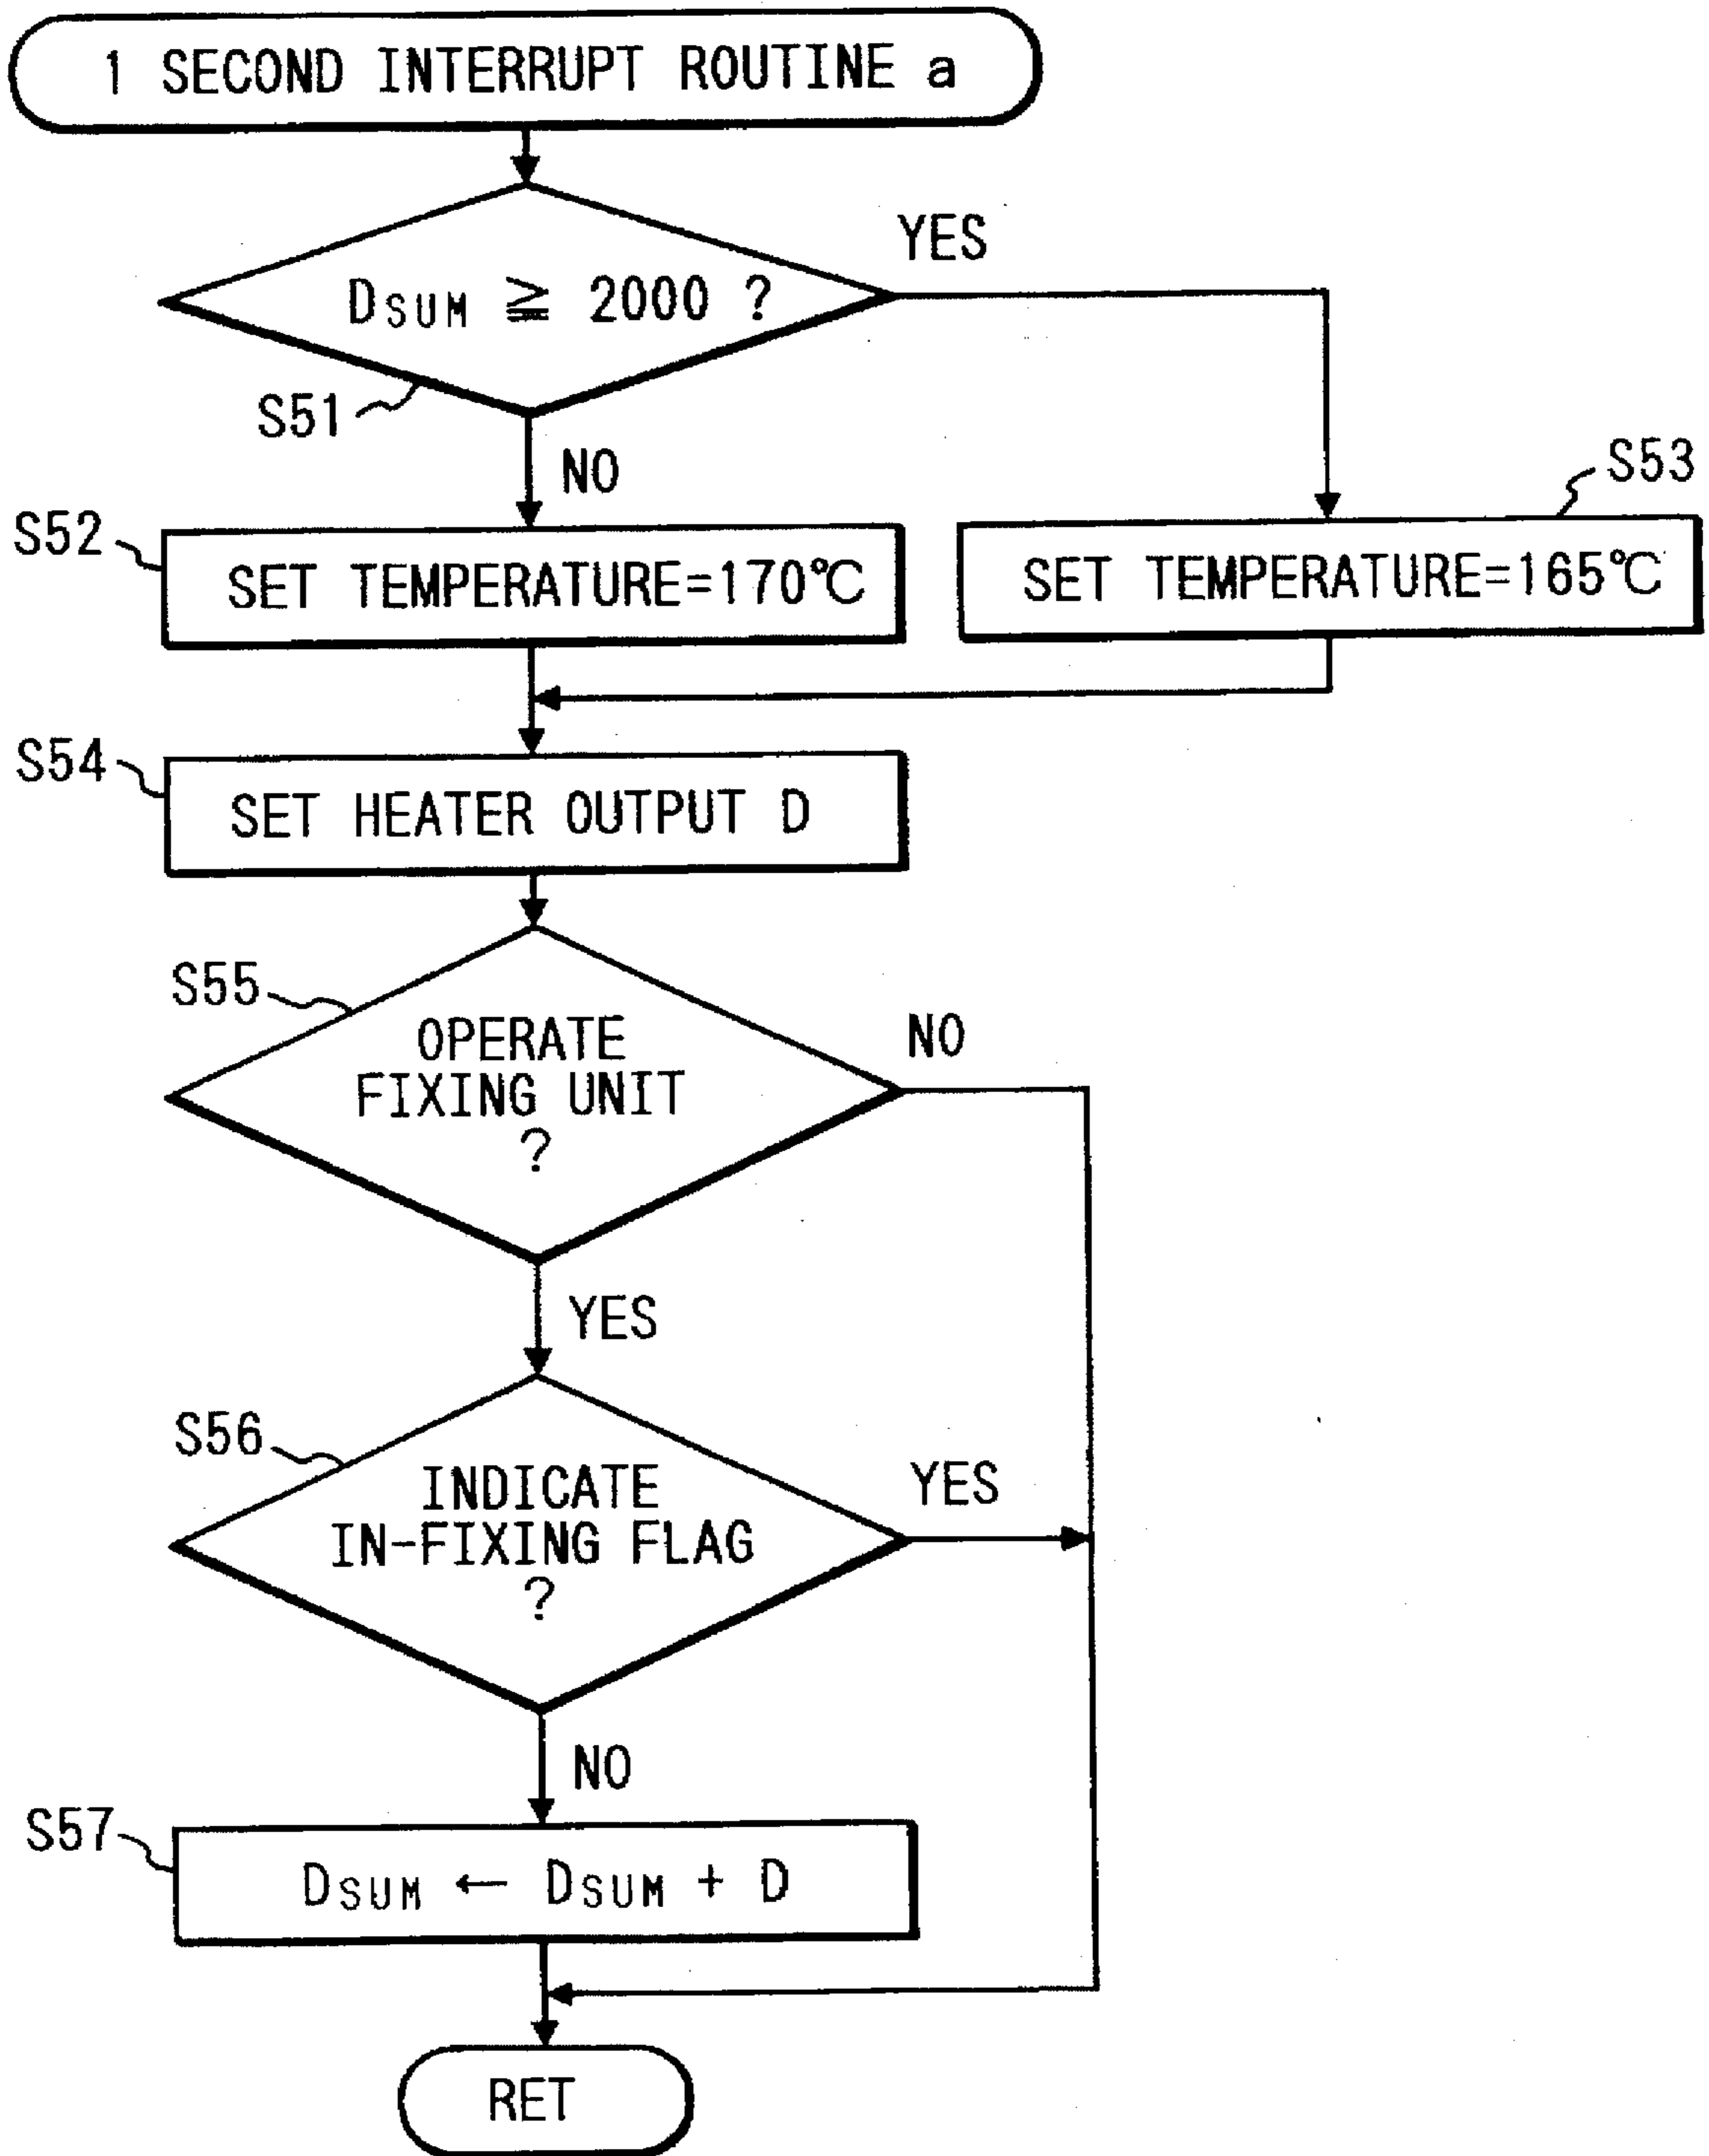 1 SECOND INTERRUPT ROUTINE a
YES
DSUM ≧ 2000 ?
S51
NO
S53
S52
SET TEMPERATURE=170℃
SET TEMPERATURE=165℃
S54
SET HEATER OUTPUT D
S55
OPERATE
FIXING UNIT
?
NO
YES
S56
INDICATE
IN-FIXING FLAG
?
YES
NO
S57
DSUM ← DSUM + D
RET